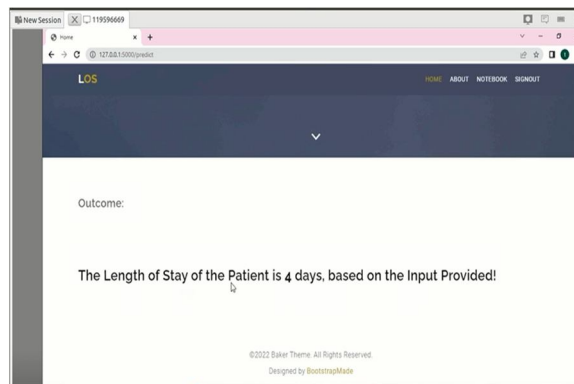 New Session
119596669
Home
127.0.0.1:5000/predict
LOS
HOME ABOUT NOTEBOOK SIGNOUT
Outcome:
The Length of Stay of the Patient is 4 days, based on the Input Provided!
©2022 Baker Theme. All Rights Reserved.
Designed by BootstrapMade